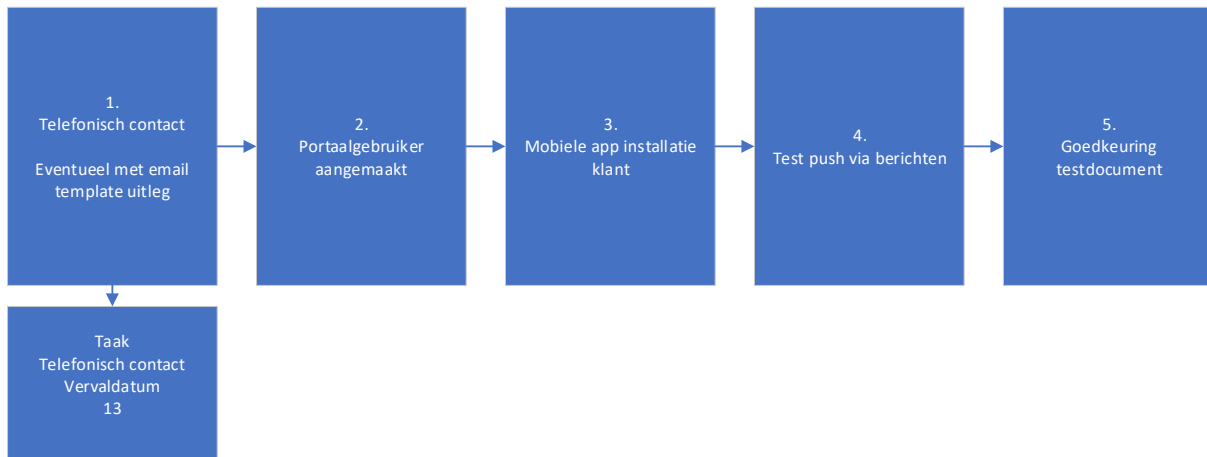 1.
Telefonisch contact
Eventueel met email
template uitleg
2.
Portaalgebruiker
aangemaakt
3.
Mobiele app installatie
klant
4.
Test push via berichten
5.
Goedkeuring
testdocument
Taak
Telefonisch contact
Vervaldatum
13